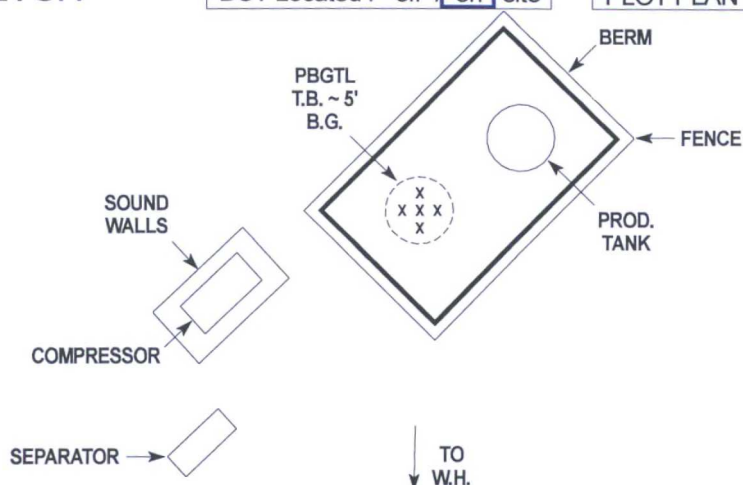 BERM
PBGTL
T.B. ~ 5'
B.G.
FENCE
X
X X X
X
SOUND
WALLS
PROD.
TANK
COMPRESSOR
SEPARATOR
TO
W.H.